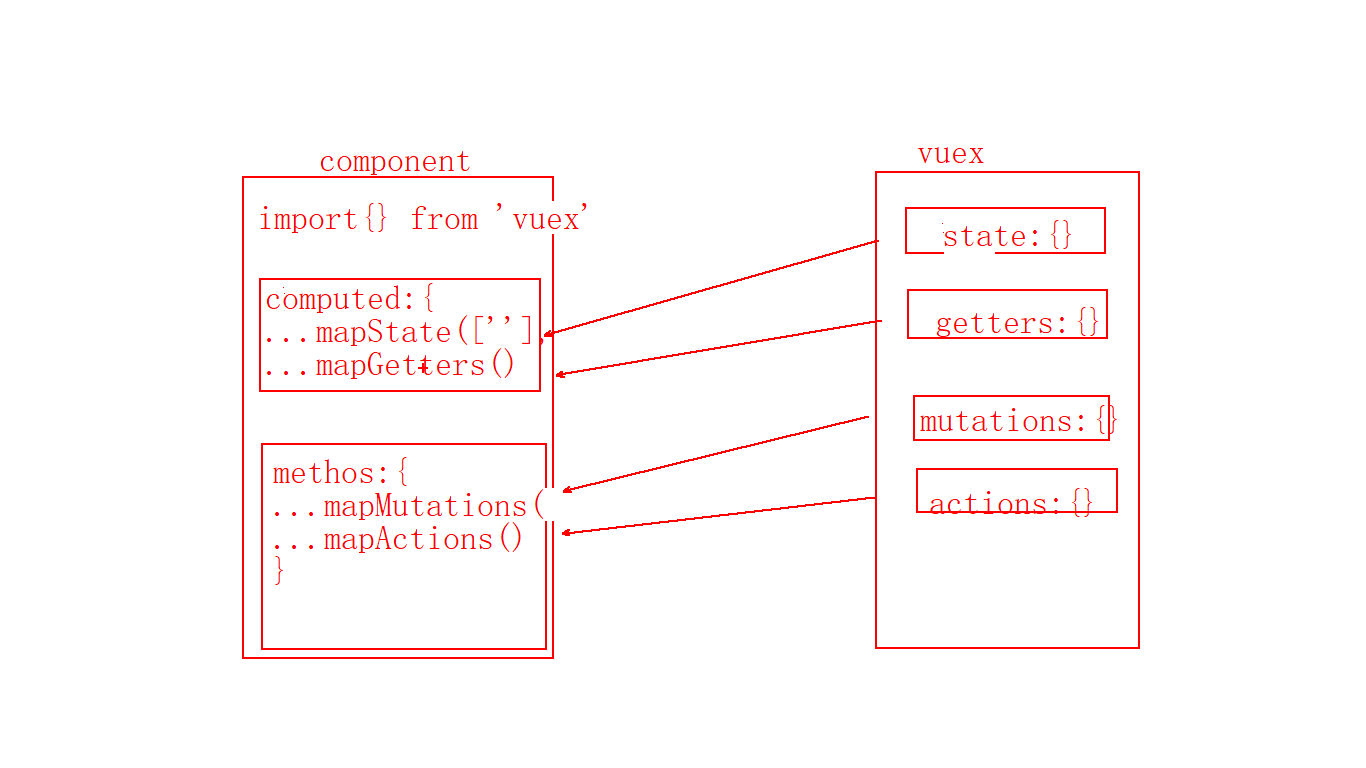 component
import{} from 'vuex'
computed:{
...mapState([''],
...mapGetters()
methos:{
...mapMutations(
...mapActions()
}
vuex
state:{}
getters:{}
mutations:{}
actions:{}